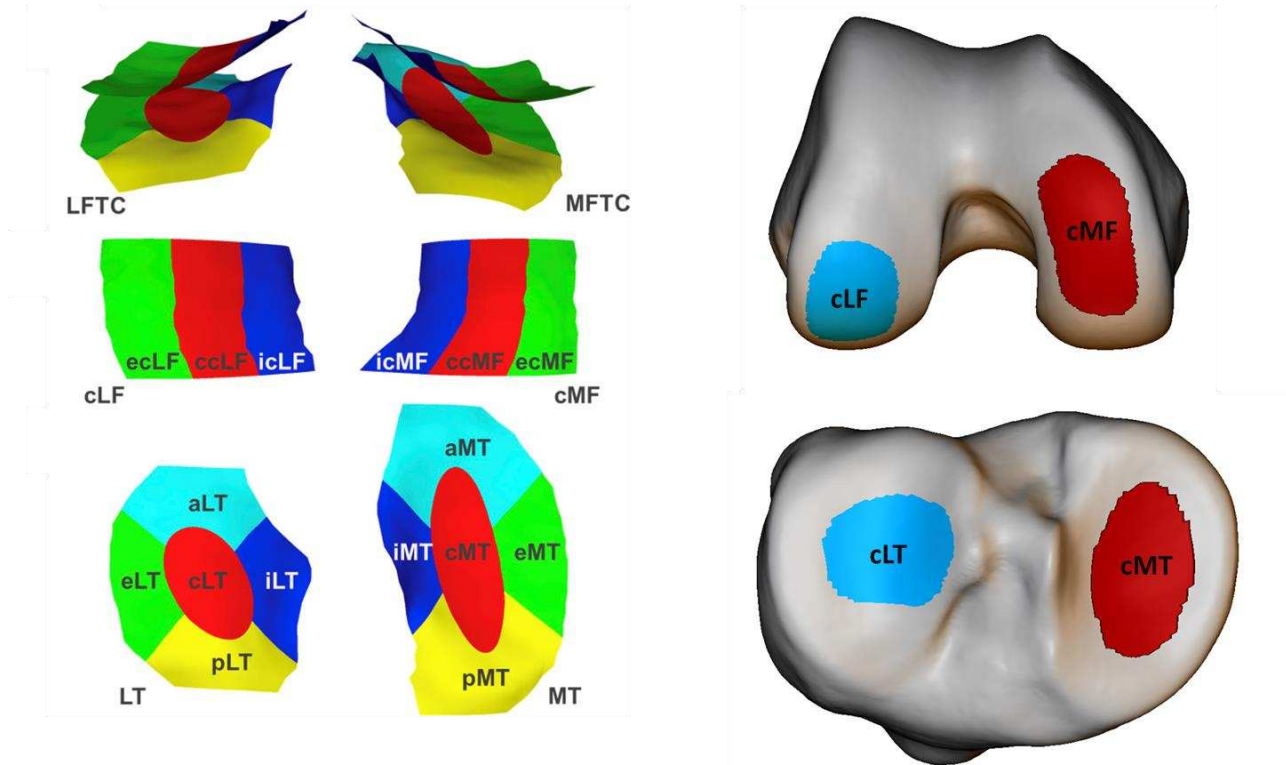 LFTC
MFTC
ecLF ccLF icLF
icMF ccMF ecMF
cLF
cMF
aLT
eLT cLT iLT
pLT
LT
aMT
iMT cMT eMT
pMT
MT
cMF
cLF
cLT
cMT